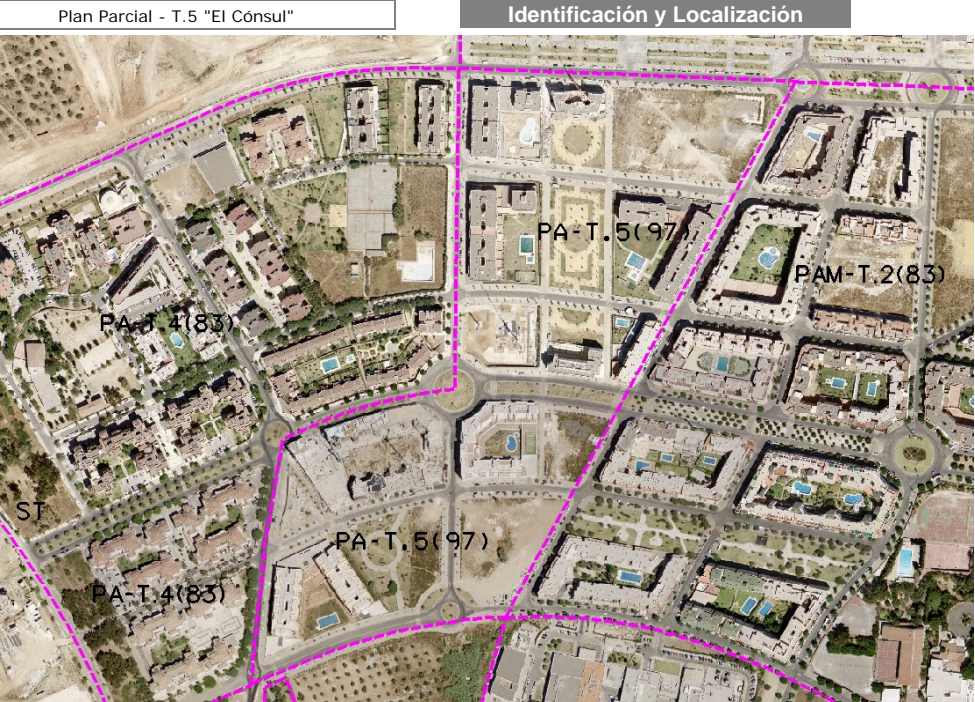 Plan Parcial - T.5 "El Cónsul"
Identificación y Localización
PA-T.5(97)
PAM-T.2(83)
PA-T.4(83)
ST
PA-T.5(97)
PA-T.4(83)